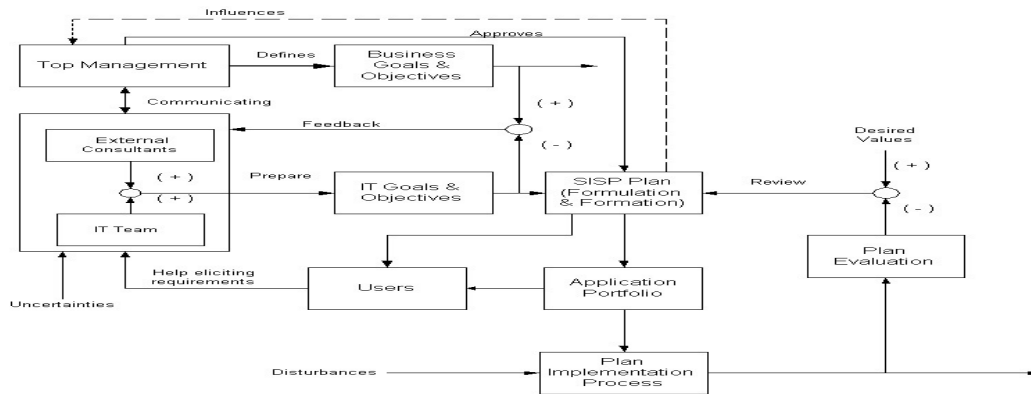 Influences
Approves
Top Management
Defines
Business
Goals &
Objectives
Communicating
( + )
Feedback
( - )
External
Consultants
( + )
( + )
Prepare
IT Goals &
Objectives
IT Team
SISP Plan
(Formulation
& Formation)
Review
Desired
Values
( + )
( - )
Plan
Evaluation
Help eliciting
requirements
Users
Application
Portfolio
Uncertainties
Disturbances
Plan
Implementation
Process